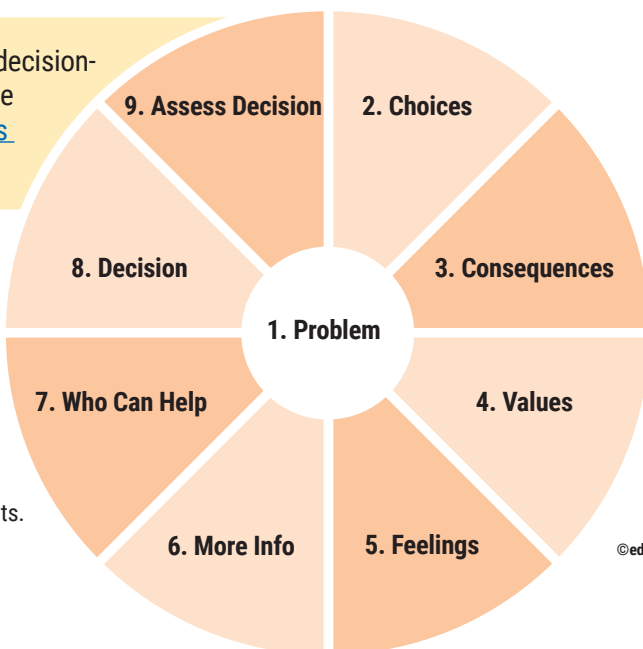 decision-
e
s
9. Assess Decision
2. Choices
8. Decision
3. Consequences
1. Problem
7. Who Can Help
4. Values
ts.
6. More Info
5. Feelings
©ed